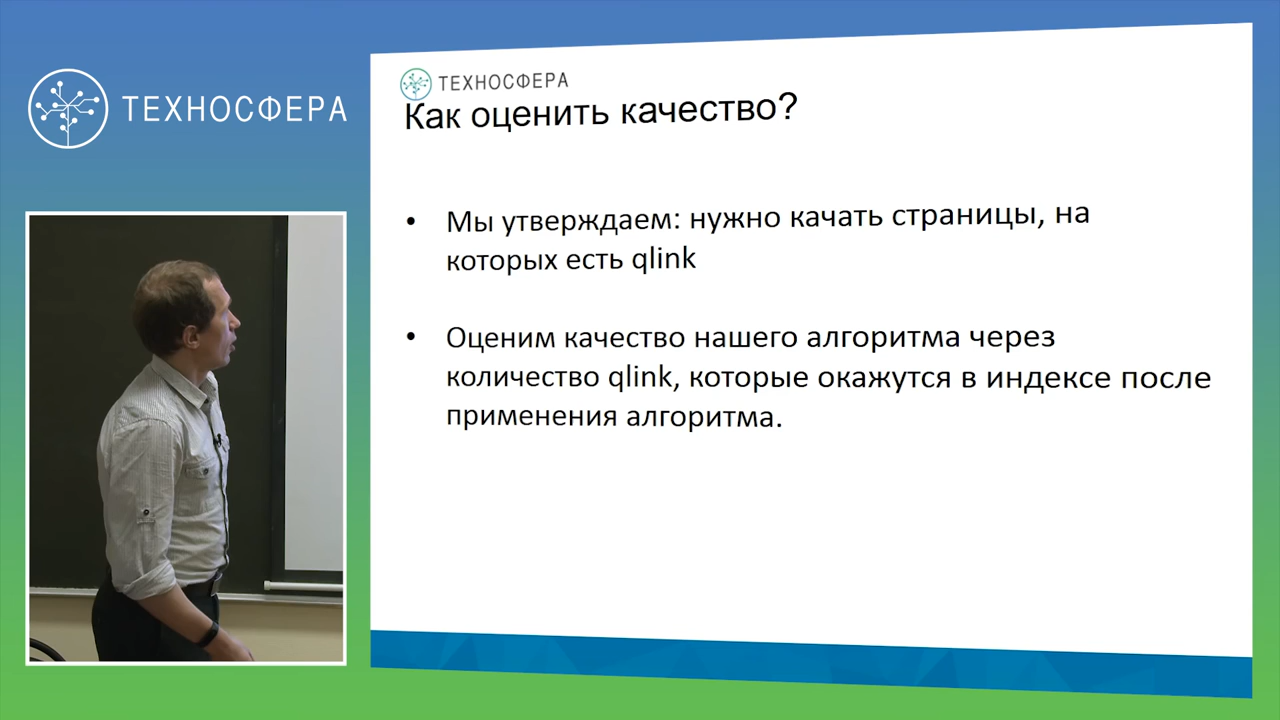 ТЕХНОСФЕРА
ТЕХНОСФЕРА
Как оценить качество?
• Мы утверждаем: нужно качать страницы, на
которых есть qlink
• Оценим качество нашего алгоритма через
количество qlink, которые окажутся в индексе после
применения алгоритма.